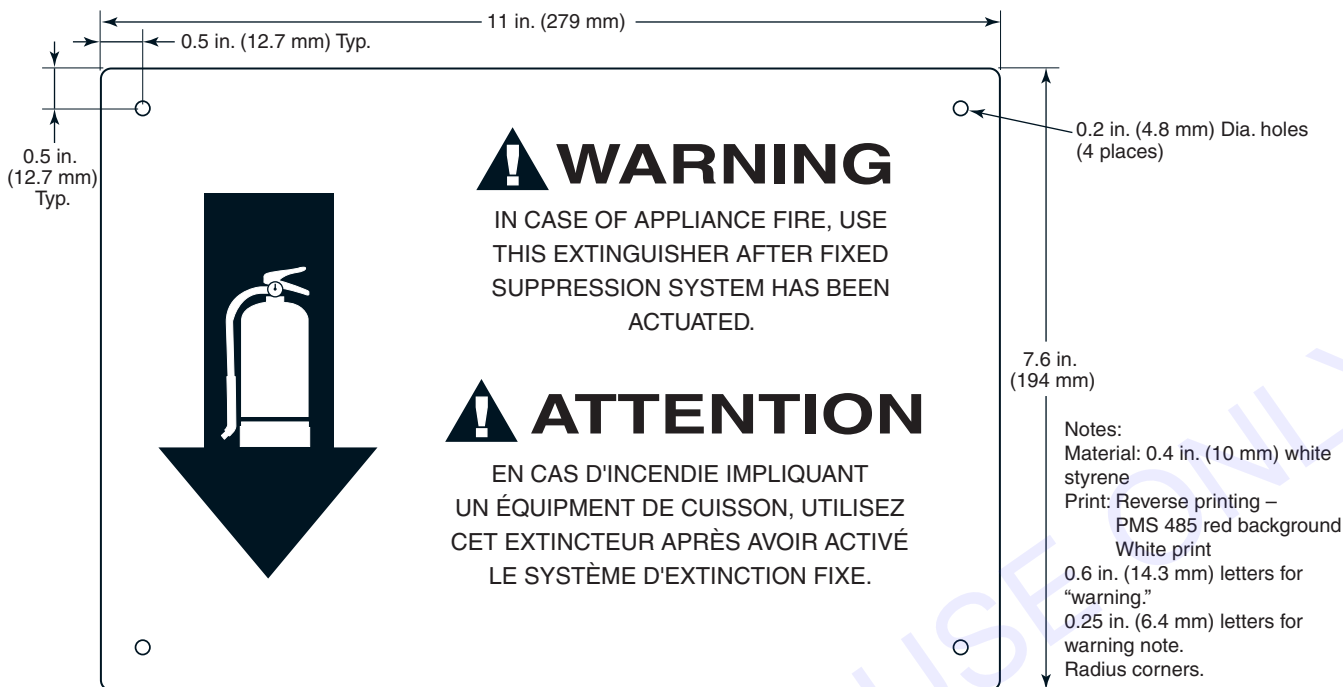 11 in. (279 mm)
0.5 in. (12.7 mm) Typ.
0.5 in.
(12.7 mm)
Typ.
0.2 in. (4.8 mm) Dia. holes
(4 places)
WARNING
IN CASE OF APPLIANCE FIRE, USE
THIS EXTINGUISHER AFTER FIXED
SUPPRESSION SYSTEM HAS BEEN
ACTUATED.
7.6 in.
(194 mm)
ATTENTION
EN CAS D'INCENDIE IMPLIQUANT
UN ÉQUIPMENT DE CUISSON, UTILISEZ
CET EXTINCTEUR APRÈS AVOIR ACTIVÉ
LE SYSTÈME D'EXTINCTION FIXE.
Notes:
Material: 0.4 in. (10 mm) white
styrene
Print: Reverse printing –
PMS 485 red background
White print
0.6 in. (14.3 mm) letters for
“warning.”
0.25 in. (6.4 mm) letters for
warning note.
Radius corners.
USE ONLY